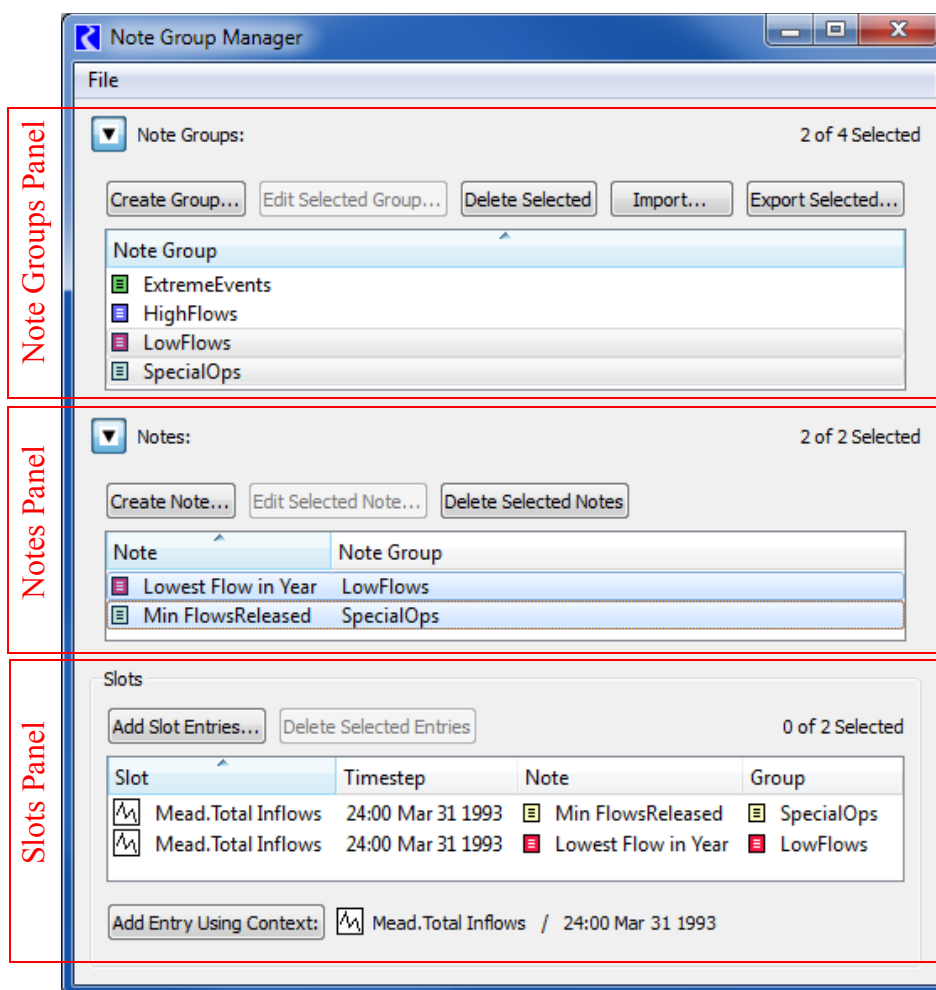 Note Group Manager
File
Note Groups Panel
Note Groups: 2 of 4 Selected
Create Group... Edit Selected Group... Delete Selected Import... Export Selected...
Note Group
ExtremeEvents
HighFlows
LowFlows
SpecialOps
Notes Panel
Notes: 2 of 2 Selected
Create Note... Edit Selected Note... Delete Selected Notes
Note Note Group
Lowest Flow in Year LowFlows
Min FlowsReleased SpecialOps
Slots Panel
Slots
Add Slot Entries... Delete Selected Entries 0 of 2 Selected
Slot Timestep Note Group
Mead.Total Inflows 24:00 Mar 31 1993 Min FlowsReleased SpecialOps
Mead.Total Inflows 24:00 Mar 31 1993 Lowest Flow in Year LowFlows
Add Entry Using Context: Mead.Total Inflows / 24:00 Mar 31 1993